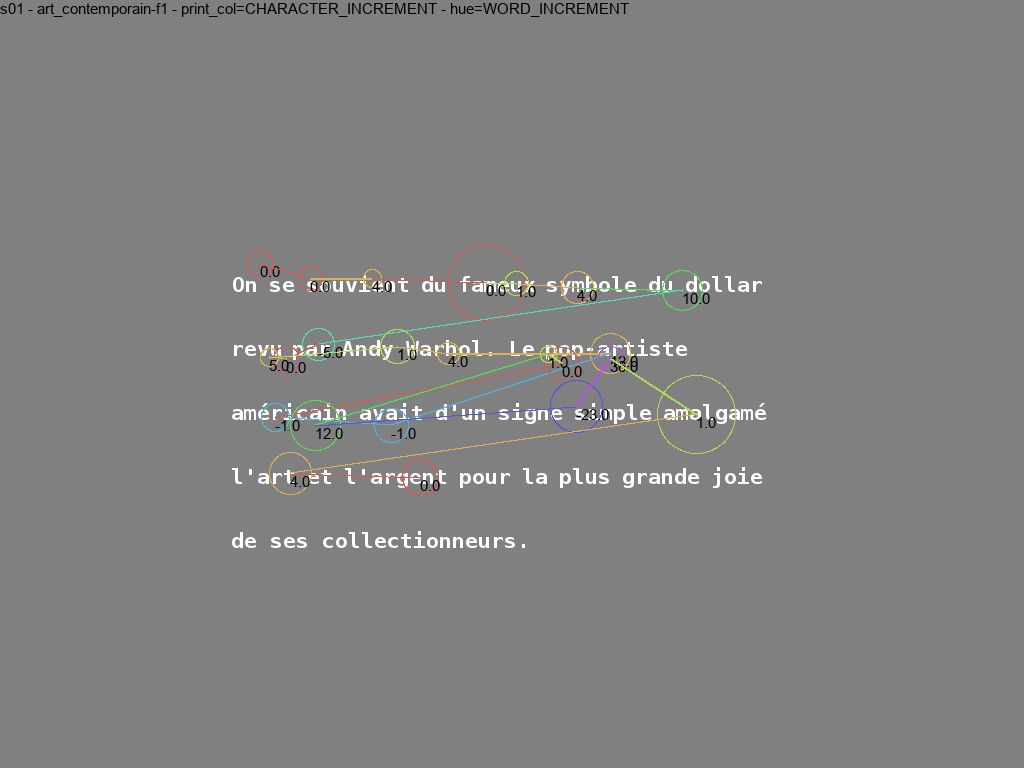 s01 - art_contemporain-f1 - print_col=CHARACTER_INCREMENT - hue=WORD_INCREMENT
0.0 0.0 4.0 0.0 1.0 4.0 10.0
On se souvient du fameux symbole du dollar
revu par Andy Warhol. Le pop-artiste
5.0 0.0 -5.0 1.0 4.0 1.0 0.0
américain avait d'un signe simple amalgamé
-1.0 12.0 -1.0 -23.0 1.0
l'art et l'argent pour la plus grande joie
4.0 0.0
de ses collectionneurs.